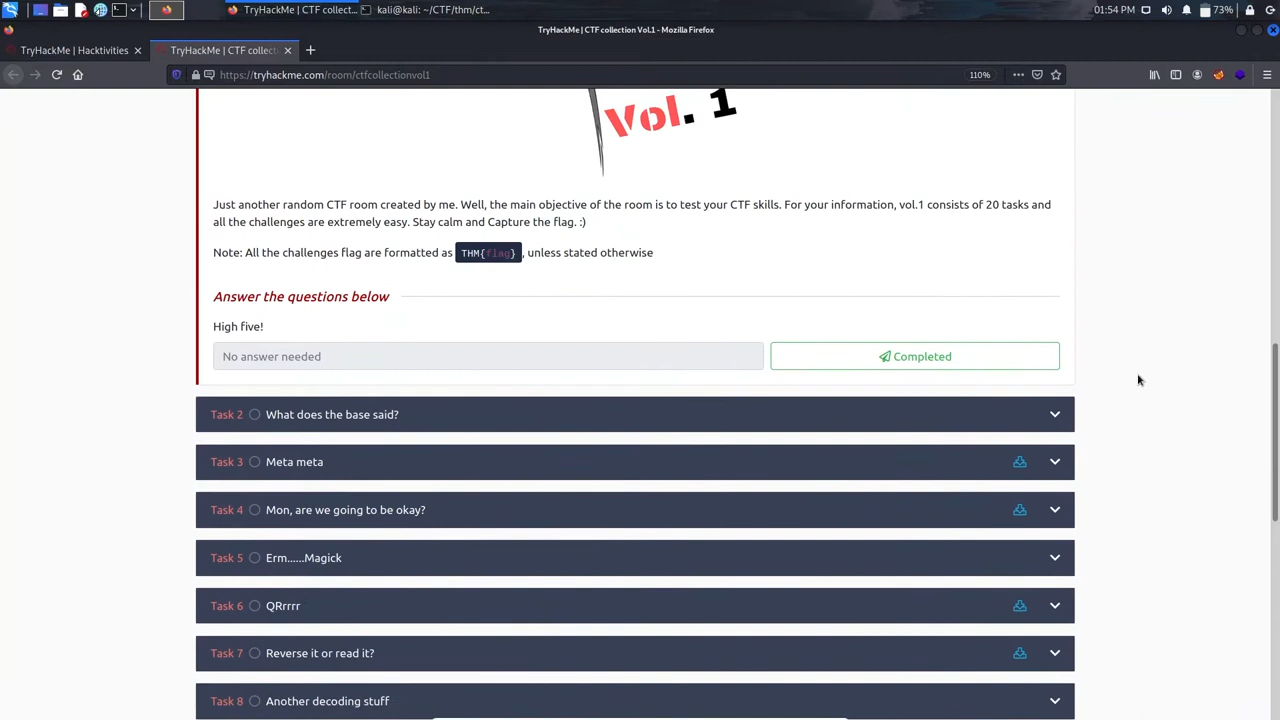 TryHackMe | CTF collect...
kali@kali: ~/CTF/thm/ct...
01:54 PM
73%
TryHackMe | CTF collection Vol.1 - Mozilla Firefox
TryHackMe | Hacktivities
TryHackMe | CTF collecti
https://tryhackme.com/room/ctfcollectionvol1
110%
Vol. 1
Just another random CTF room created by me. Well, the main objective of the room is to test your CTF skills. For your information, vol.1 consists of 20 tasks and
all the challenges are extremely easy. Stay calm and Capture the flag. :)
Note: All the challenges flag are formatted as THM{flag}, unless stated otherwise
Answer the questions below
High five!
No answer needed
Completed
Task 2 What does the base said?
Task 3 Meta meta
Task 4 Mon, are we going to be okay?
Task 5 Erm......Magick
Task 6 QRrrrr
Task 7 Reverse it or read it?
Task 8 Another decoding stuff